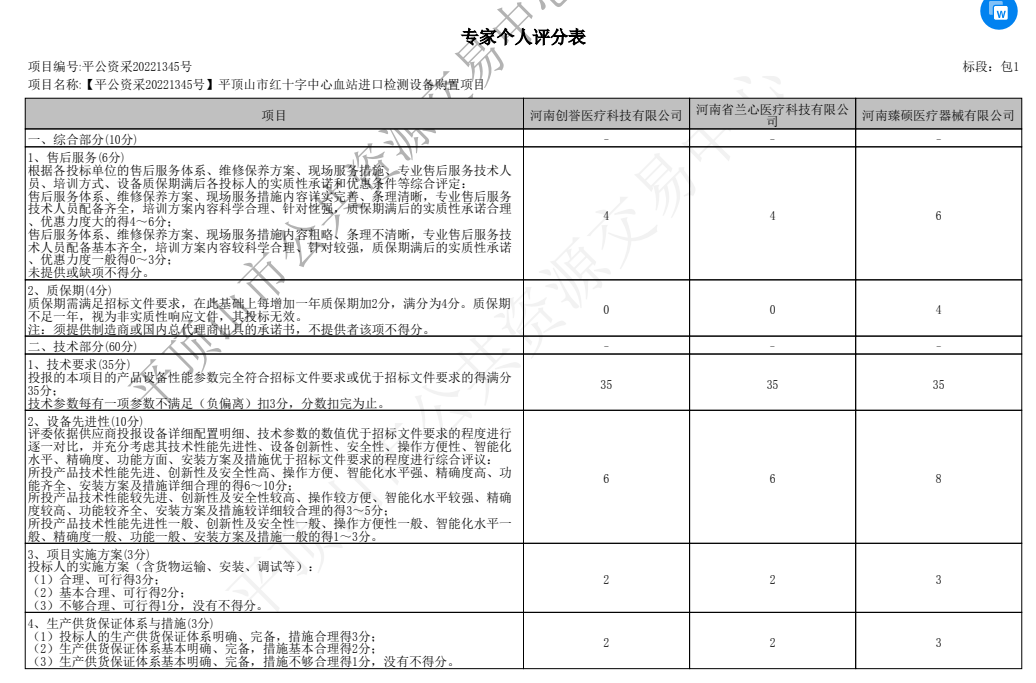 专家个人评分表
项目编号:平公资采20221345号
标段：包1
项目名称:【平公资采20221345号】平顶山市红十字中心血站进口检测设备购置项目
项目
河南创誉医疗科技有限公司
河南省兰心医疗科技有限公
司
河南臻硕医疗器械有限公司
一、综合部分(10分)
-
-
-
1、售后服务(6分)
根据各投标单位的售后服务体系、维修保养方案、现场服务措施、专业售后服务技术人
员、培训方式、设备质保期满后各投标人的实质性承诺和优惠条件等综合评定：
售后服务体系、维修保养方案、现场服务措施内容详实完善、条理清晰，专业售后服务
技术人员配备齐全，培训方案内容科学合理、针对性强，质保期满后的实质性承诺合理
、优惠力度大的得4～6分；
售后服务体系、维修保养方案、现场服务措施内容粗略、条理不清晰，专业售后服务技
术人员配备基本齐全，培训方案内容较科学合理、针对较强，质保期满后的实质性承诺
、优惠力度一般得0～3分；
未提供或缺项不得分。
4
4
6
2、质保期(4分)
质保期需满足招标文件要求，在此基础上每增加一年质保期加2分，满分为4分。质保期
不足一年，视为非实质性响应文件，其投标无效。
注：须提供制造商或国内总代理商出具的承诺书，不提供者该项不得分。
0
0
4
二、技术部分(60分)
-
-
-
1、技术要求(35分)
投报的本项目的产品设备性能参数完全符合招标文件要求或优于招标文件要求的得满分
35分；
技术参数每有一项参数不满足（负偏离）扣3分，分数扣完为止。
35
35
35
2、设备先进性(10分)
评委依据供应商投报设备详细配置明细、技术参数的数值优于招标文件要求的程度进行
逐一对比，并充分考虑其技术性能先进性、设备创新性、安全性、操作方便性、智能化
水平、精确度、功能方面、安装方案及措施优于招标文件要求的程度进行综合评议：
所投产品技术性能先进、创新性及安全性高、操作方便、智能化水平强、精确度高、功
能齐全、安装方案及措施详细合理的得6～10分；
所投产品技术性能较先进、创新性及安全性较高、操作较方便、智能化水平较强、精确
度较高、功能较齐全、安装方案及措施较详细较合理的得3～5分；
所投产品技术性能先进性一般、创新性及安全性一般、操作方便性一般、智能化水平一
般、精确度一般、功能一般、安装方案及措施一般的得1～3分。
6
6
8
3、项目实施方案(3分)
投标人的实施方案（含货物运输、安装、调试等）：
（1）合理、可行得3分；
（2）基本合理、可行得2分；
（3）不够合理、可行得1分，没有不得分。
2
2
3
4、生产供货保证体系与措施(3分)
（1）投标人的生产供货保证体系明确、完备，措施合理得3分；
（2）生产供货保证体系基本明确、完备，措施基本合理得2分；
（3）生产供货保证体系基本明确、完备，措施不够合理得1分，没有不得分。
2
2
3
平顶山市公共资源交易中心
平顶山市公共资源交易中心
W